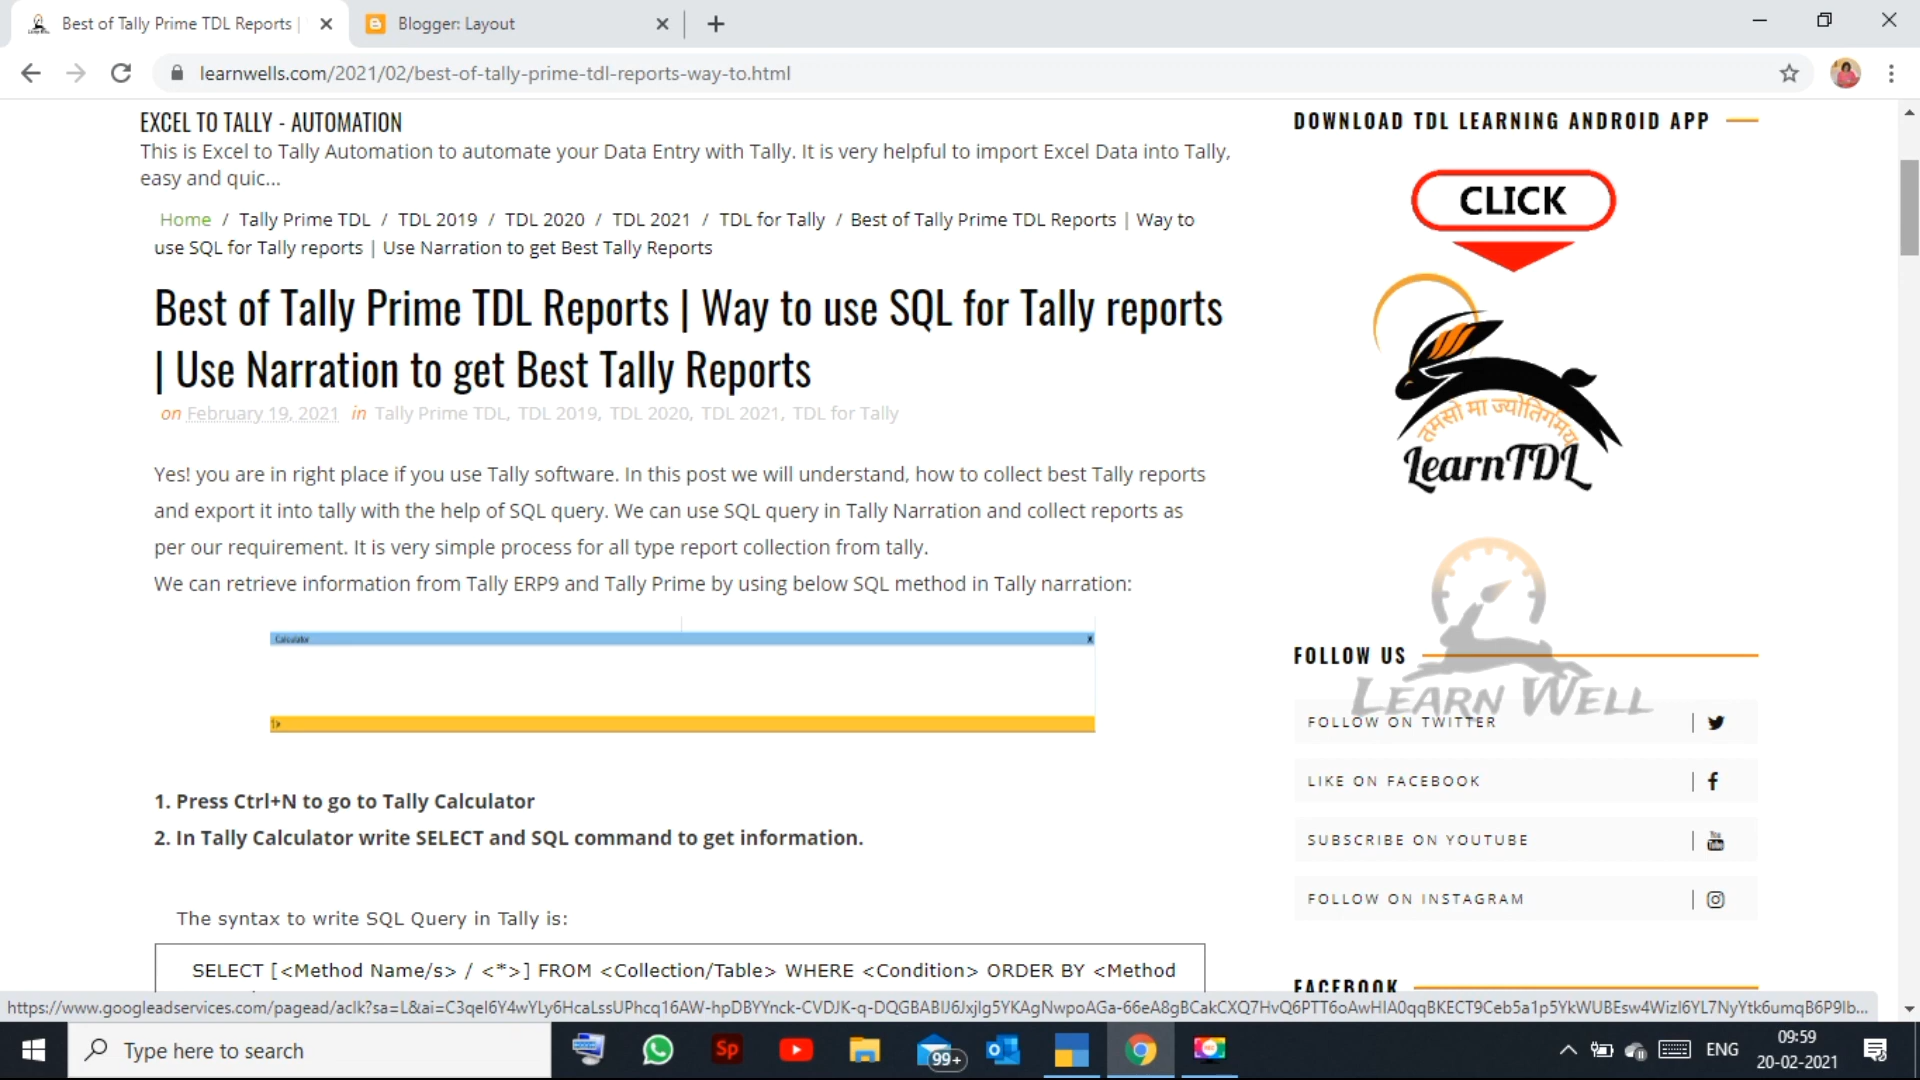 Best of Tally Prime TDL Reports |
Blogger: Layout
learnwells.com/2021/02/best-of-tally-prime-tdl-reports-way-to.html
EXCEL TO TALLY - AUTOMATION
This is Excel to Tally Automation to automate your Data Entry with Tally. It is very helpful to import Excel Data into Tally,
easy and quic...
Home / Tally Prime TDL / TDL 2019 / TDL 2020 / TDL 2021 / TDL for Tally / Best of Tally Prime TDL Reports | Way to
use SQL for Tally reports | Use Narration to get Best Tally Reports
Best of Tally Prime TDL Reports | Way to use SQL for Tally reports
| Use Narration to get Best Tally Reports
on February 19, 2021 in Tally Prime TDL, TDL 2019, TDL 2020, TDL 2021, TDL for Tally
Yes! you are in right place if you use Tally software. In this post we will understand, how to collect best Tally reports
and export it into tally with the help of SQL query. We can use SQL query in Tally Narration and collect reports as
per our requirement. It is very simple process for all type report collection from tally.
We can retrieve information from Tally ERP9 and Tally Prime by using below SQL method in Tally narration:
Calculator x
1>
1. Press Ctrl+N to go to Tally Calculator
2. In Tally Calculator write SELECT and SQL command to get information.
The syntax to write SQL Query in Tally is:
SELECT [<Method Name/s> / <*>] FROM <Collection/Table> WHERE <Condition> ORDER BY <Method
DOWNLOAD TDL LEARNING ANDROID APP
CLICK
तमसो मा ज्योतिर्गमय
LearnTDL
FOLLOW US
LEARN WELL
FOLLOW ON TWITTER
LIKE ON FACEBOOK
SUBSCRIBE ON YOUTUBE
You Tube
FOLLOW ON INSTAGRAM
FACEBOOK
Type here to search
Sp
99+
ENG
09:59
20-02-2021